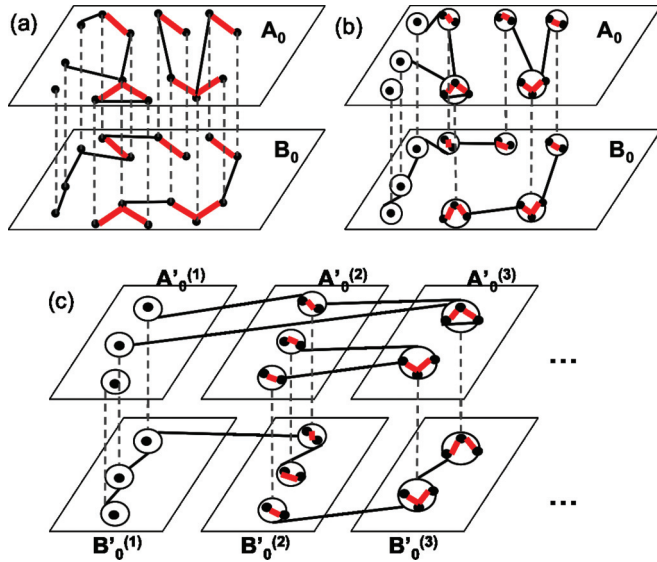 (a)
A₀
B₀
(b)
A₀
B₀
(c)
A'₀⁽¹⁾
A'₀⁽²⁾
A'₀⁽³⁾
...
...
B'₀⁽¹⁾
B'₀⁽²⁾
B'₀⁽³⁾